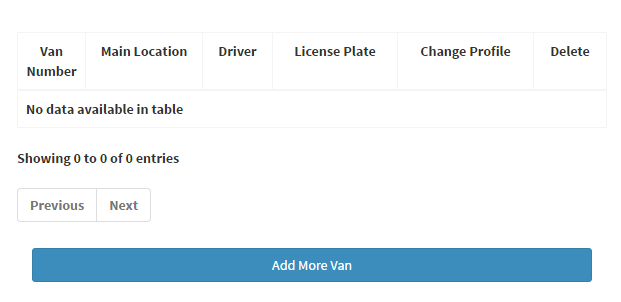 Van Number
Main Location
Driver
License Plate
Change Profile
Delete
No data available in table
Showing 0 to 0 of 0 entries
Previous
Next
Add More Van